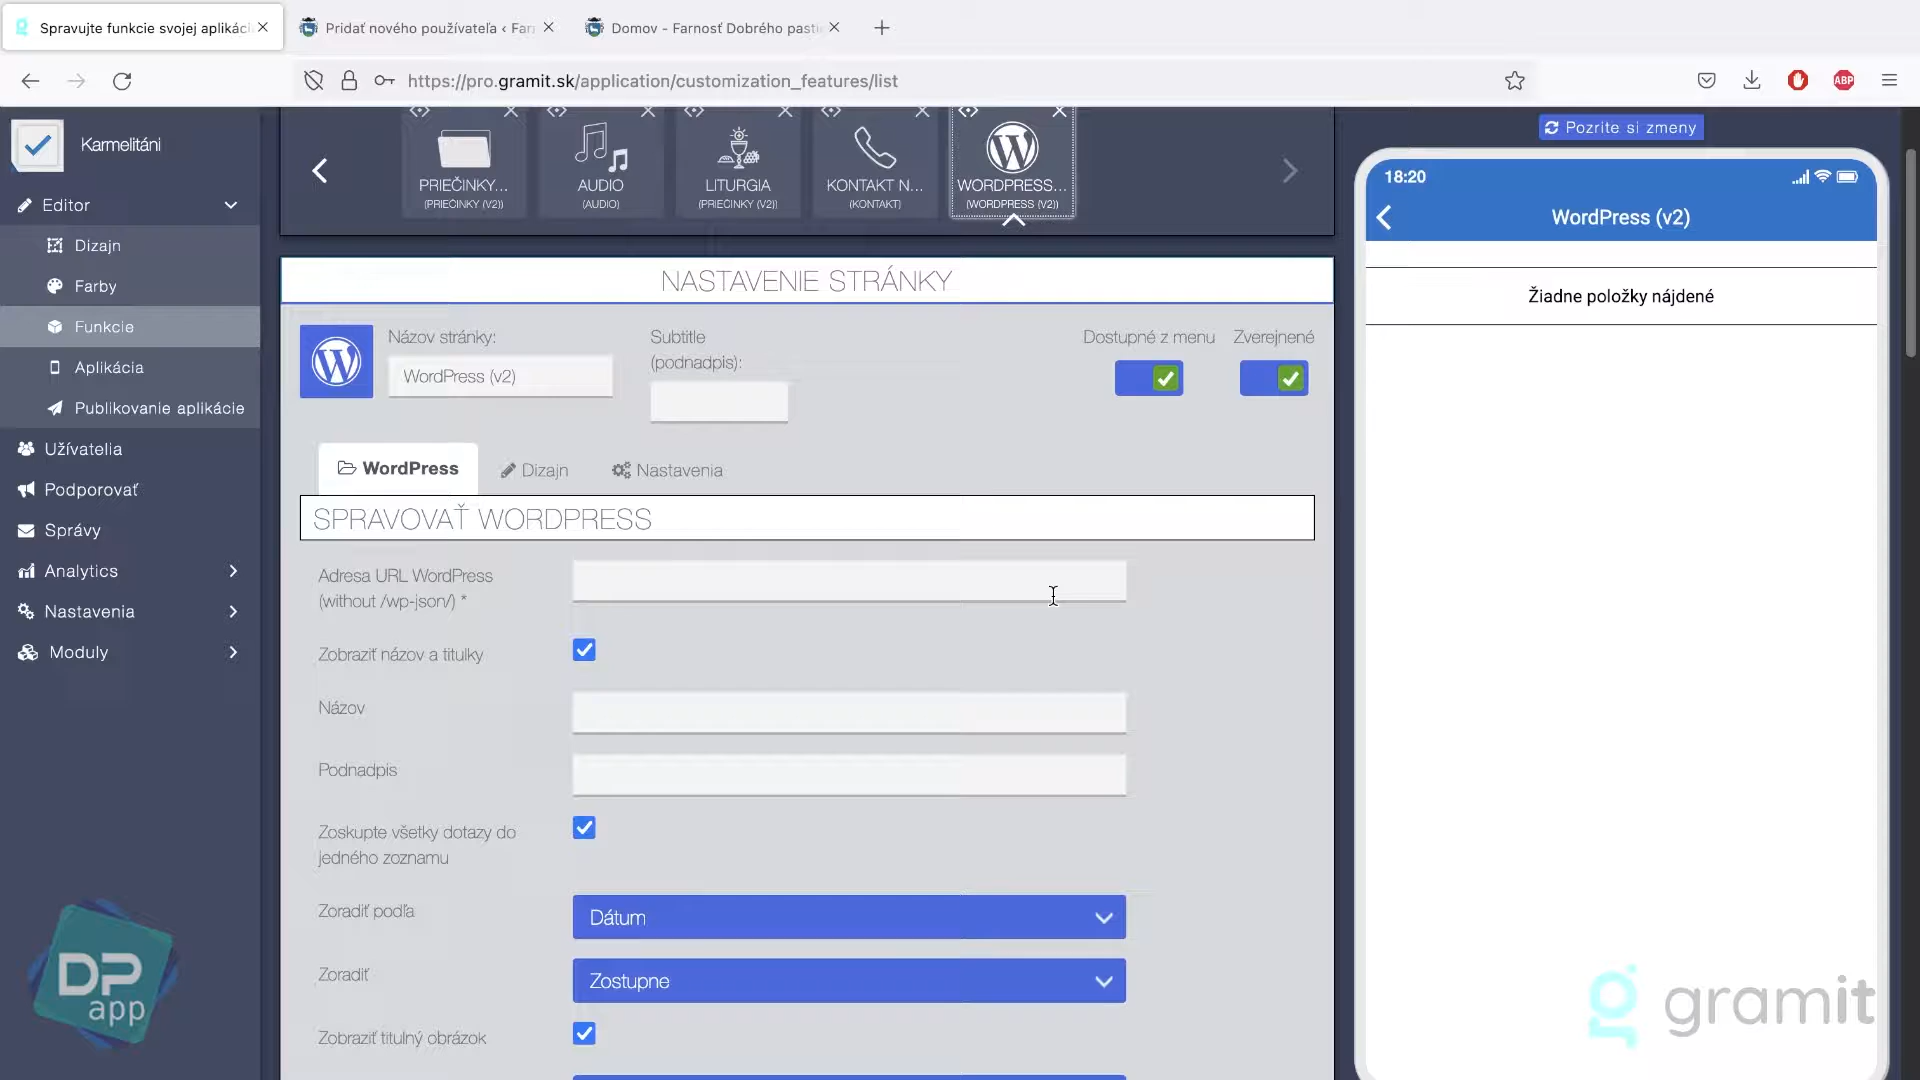 Spravujte funkcie svojej aplikáci
Pridať nového používateľa ‹ Far
Domov - Farnosť Dobrého pasti
https://pro.gramit.sk/application/customization_features/list
ABP
Karmelitáni
Editor
Dizajn
Farby
Funkcie
Aplikácia
Publikovanie aplikácie
Užívatelia
Podporovať
Správy
Analytics
Nastavenia
Moduly
DP
app
PRIEČINKY...
(PRIEČINKY (V2))
AUDIO
(AUDIO)
LITURGIA
(PRIEČINKY (V2))
KONTAKT N...
(KONTAKT)
WORDPRESS...
(WORDPRESS (V2))
NASTAVENIE STRÁNKY
Názov stránky:
WordPress (v2)
Subtitle
(podnadpis):
Dostupné z menu
Zverejnené
WordPress
Dizajn
Nastavenia
SPRAVOVAŤ WORDPRESS
Adresa URL WordPress
(without /wp-json/) *
Zobraziť názov a titulky
Názov
Podnadpis
Zoskupte všetky dotazy do
jedného zoznamu
Zoradiť podľa
Dátum
Zoradiť
Zostupne
Zobraziť titulný obrázok
Pozrite si zmeny
18:20
WordPress (v2)
Žiadne položky nájdené
gramit